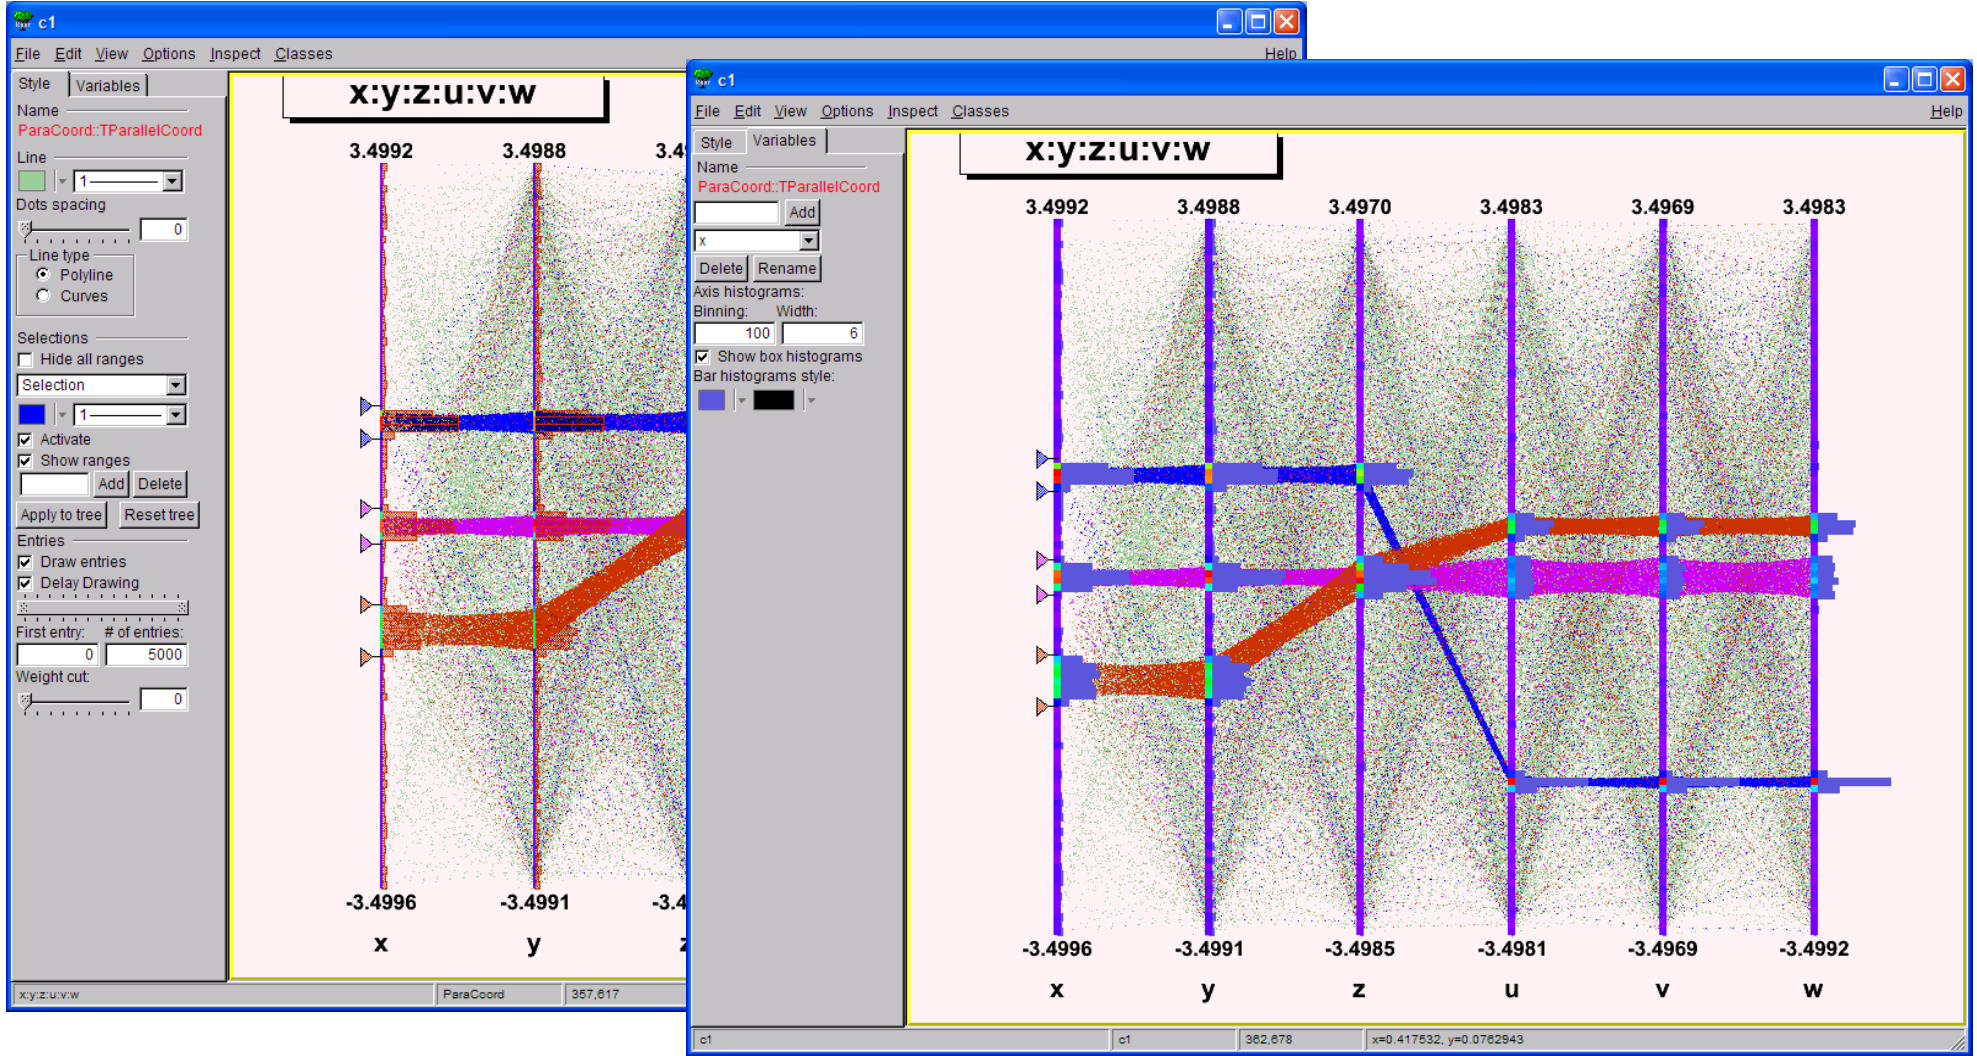 c1
File Edit View Options Inspect Classes Help
Style Variables
Name
ParaCoord::TParallelCoord
Line
1
Dots spacing
0
Line type
Polyline
Curves
Selections
Hide all ranges
Selection
1
Activate
Show ranges
Add Delete
Apply to tree Reset tree
Entries
Draw entries
Delay Drawing
First entry: # of entries:
0 5000
Weight cut:
0
x:y:z:u:v:w
3.4992 3.4988 3.4
-3.4996 -3.4991 -3.4
x y z
x:y:z:u:v:w ParaCoord 357,617
c1
File Edit View Options Inspect Classes Help
Style Variables
Name
ParaCoord::TParallelCoord
Add
x
Delete Rename
Axis histograms:
Binning: Width:
100 6
Show box histograms
Bar histograms style:
x:y:z:u:v:w
3.4992 3.4988 3.4970 3.4983 3.4969 3.4983
-3.4996 -3.4991 -3.4985 -3.4981 -3.4969 -3.4992
x y z u v w
c1 c1 362,678 x=0.417532, y=0.0762943